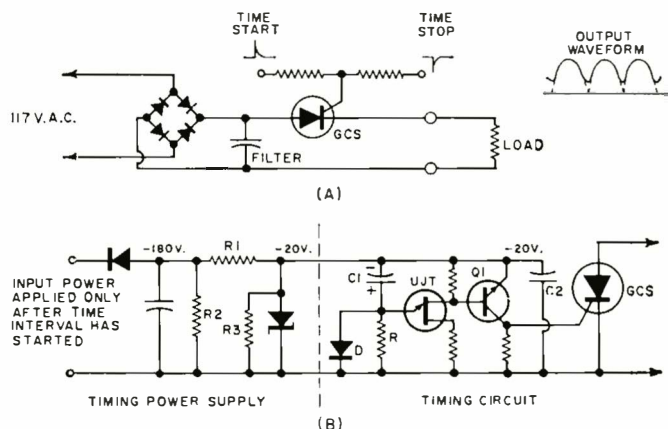 TIME
START
TIME
STOP
OUTPUT
WAVEFORM
117 V.A.C.
GCS
FILTER
LOAD
(A)
-180V.
R1
-20V.
-20V.
C1
-
+
UJT
Q1
C2
GCS
INPUT POWER
APPLIED ONLY
AFTER TIME
INTERVAL HAS
STARTED
R2
R3
D
R
TIMING POWER SUPPLY
TIMING CIRCUIT
(B)